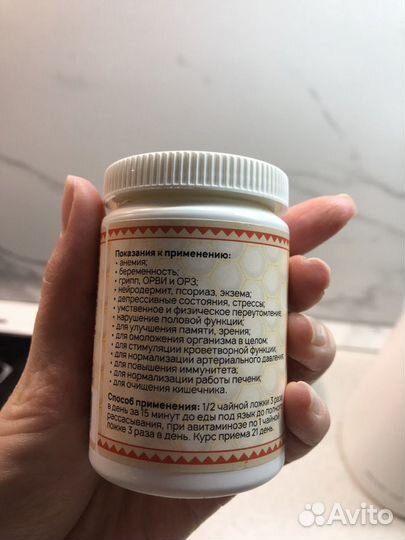 Показания к применению:
• анемия;
• беременность;
• грипп, ОРВИ и ОРЗ;
• нейродермит, псориаз, экзема;
• депрессивные состояния, стрессы;
• умственное и физическое переутомление;
• нарушение половой функции;
• для улучшения памяти, зрения;
• для омоложения организма в целом;
• для стимуляции кроветворной функции;
• для нормализации артериального давления;
• для повышения иммунитета;
• для нормализации работы печени;
• для очищения кишечника.
Способ применения: 1/2 чайной ложки 3 раза
в день за 15 минут до еды под язык до полного
рассасывания, при авитаминозе по 1 чайной
ложке 3 раза в день. Курс приема 21 день.
Avito